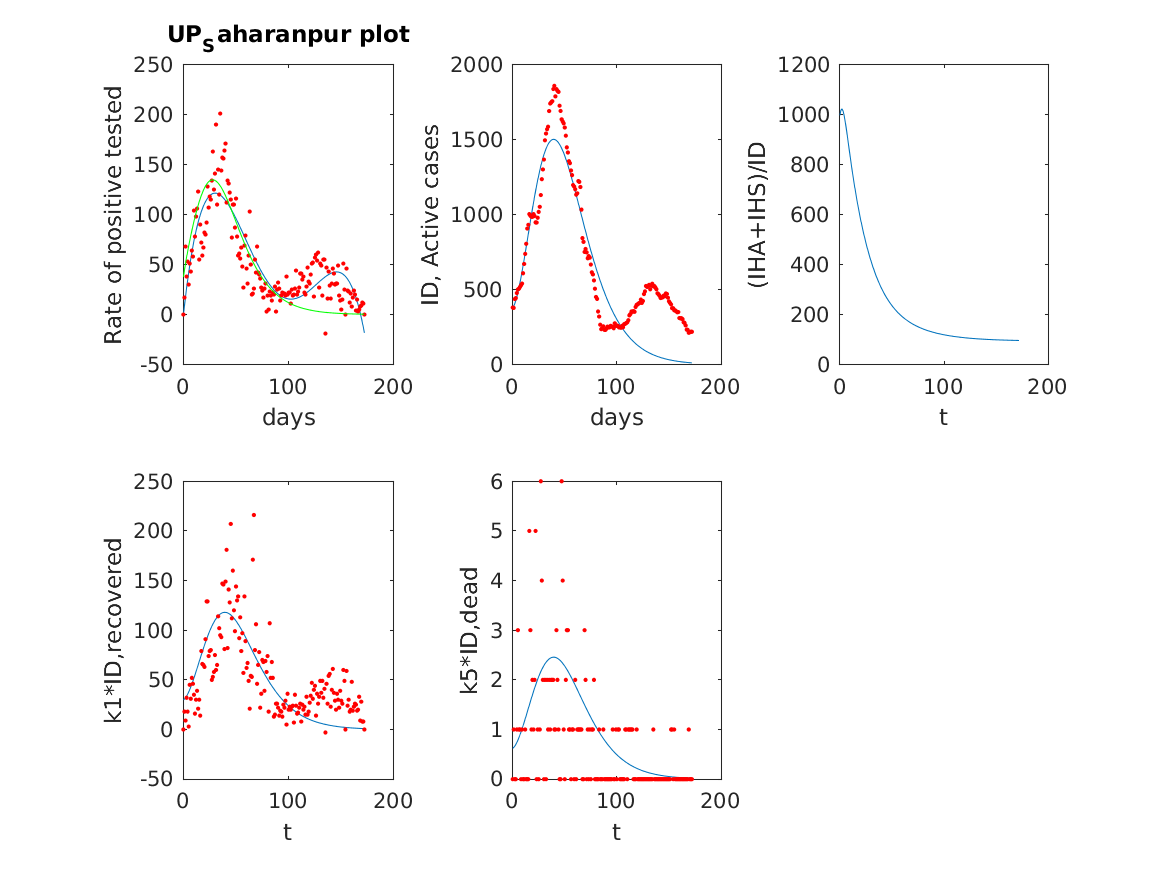 UP_Saharanpur plot
250
200
150
100
50
0
-50
Rate of positive tested
0 100 200
days
2000
1500
1000
500
0
ID, Active cases
0 100 200
days
1200
1000
800
600
400
200
0
(IHA+IHS)/ID
0 100 200
t
250
200
150
100
50
0
-50
k1*ID,recovered
0 100 200
t
6
5
4
3
2
1
0
k5*ID,dead
0 100 200
t